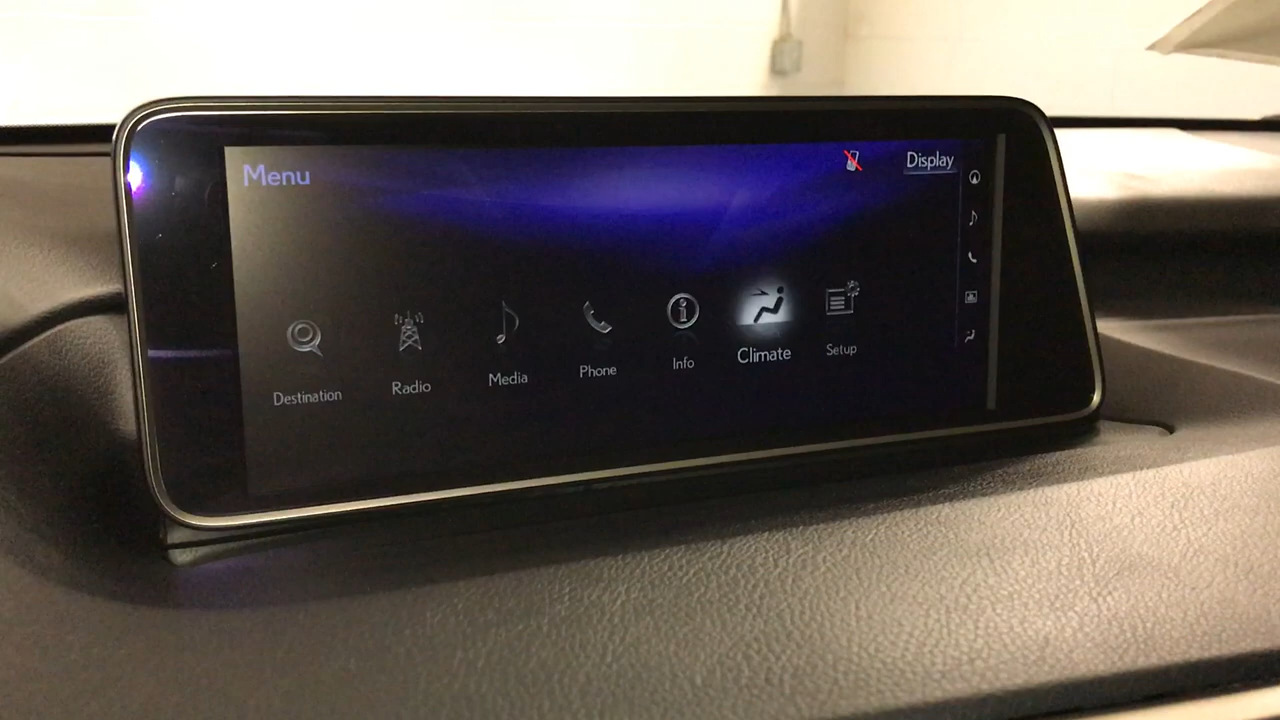 Menu
Display
Destination
Radio
Media
Phone
Info
Climate
Setup